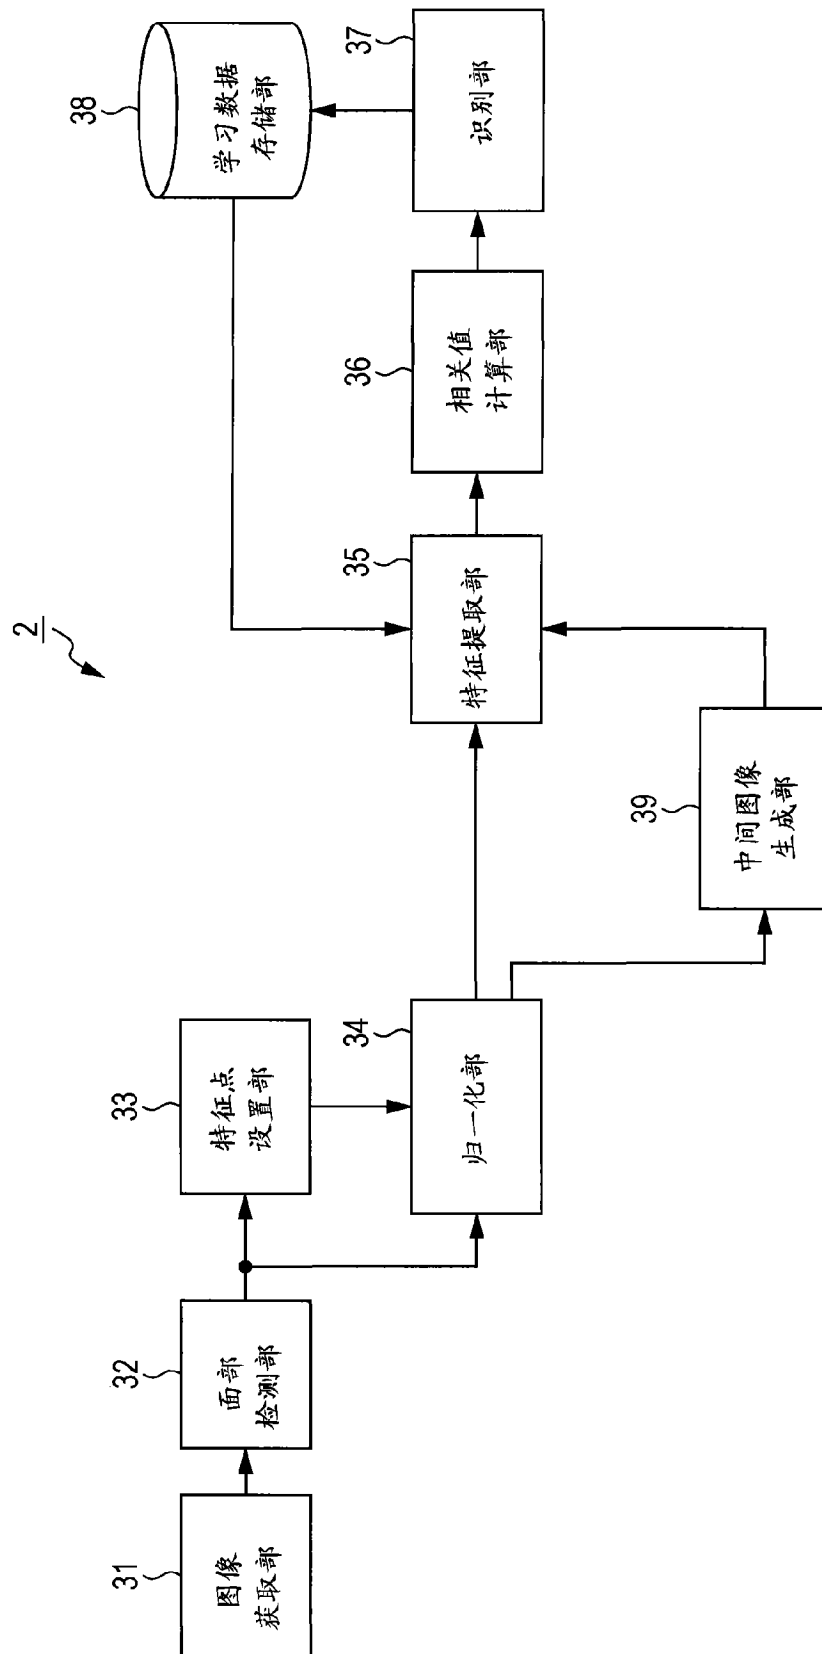 2
31
图像
获取部
32
面部
检测部
33
特征点
设置部
34
归一化部
35
特征提取部
36
相关值
计算部
37
识别部
38
学习数据
存储部
39
中间图像
生成部